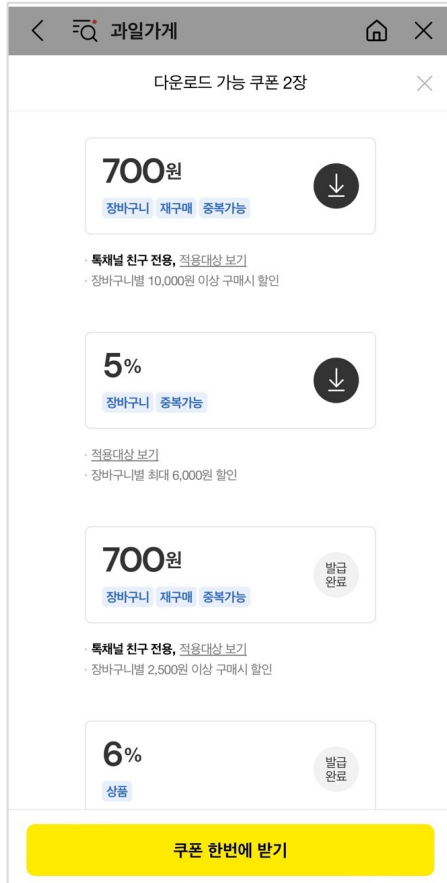 과일가게
다운로드 가능 쿠폰 2장
700원
장바구니 재구매 중복가능
· 톡채널 친구 전용, 적용대상 보기
· 장바구니별 10,000원 이상 구매시 할인
5%
장바구니 중복가능
· 적용대상 보기
· 장바구니별 최대 6,000원 할인
700원
발급
완료
장바구니 재구매 중복가능
· 톡채널 친구 전용, 적용대상 보기
· 장바구니별 2,500원 이상 구매시 할인
6%
발급
완료
상품
쿠폰 한번에 받기